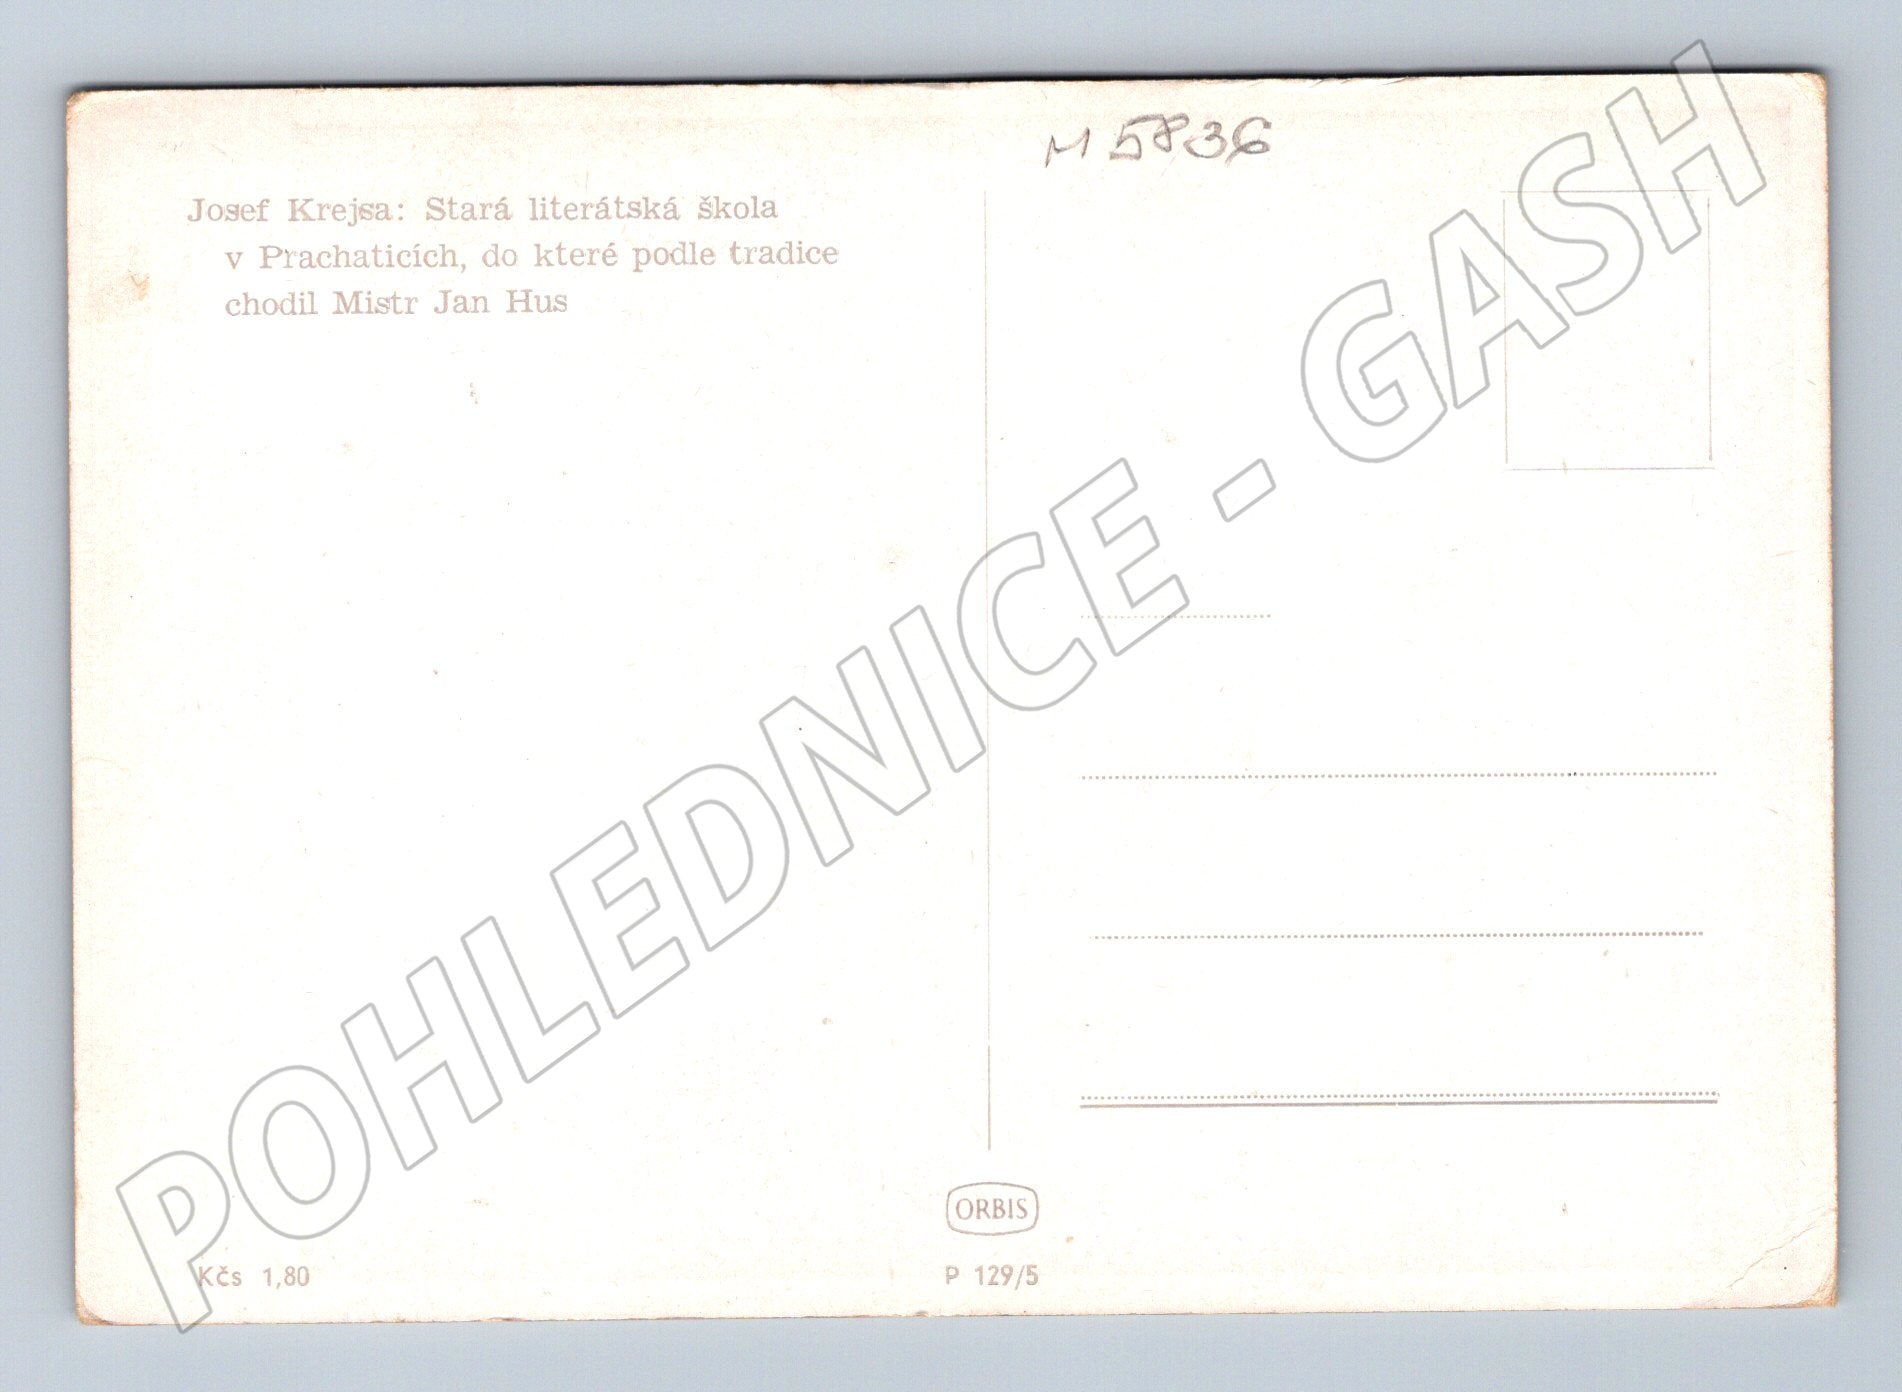 M 5836
Josef Krejsa: Stará literátská škola
v Prachaticích, do které podle tradice
chodil Mistr Jan Hus
POHLEDNICE - GASH
ORBIS
Kčs 1,80
P 129/5